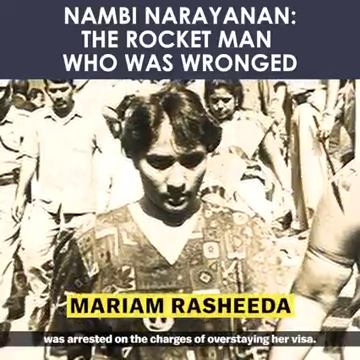 NAMBI NARAYANAN:
THE ROCKET MAN
WHO WAS WRONGED
MARIAM RASHEEDA
was arrested on the charges of overstaying her visa.